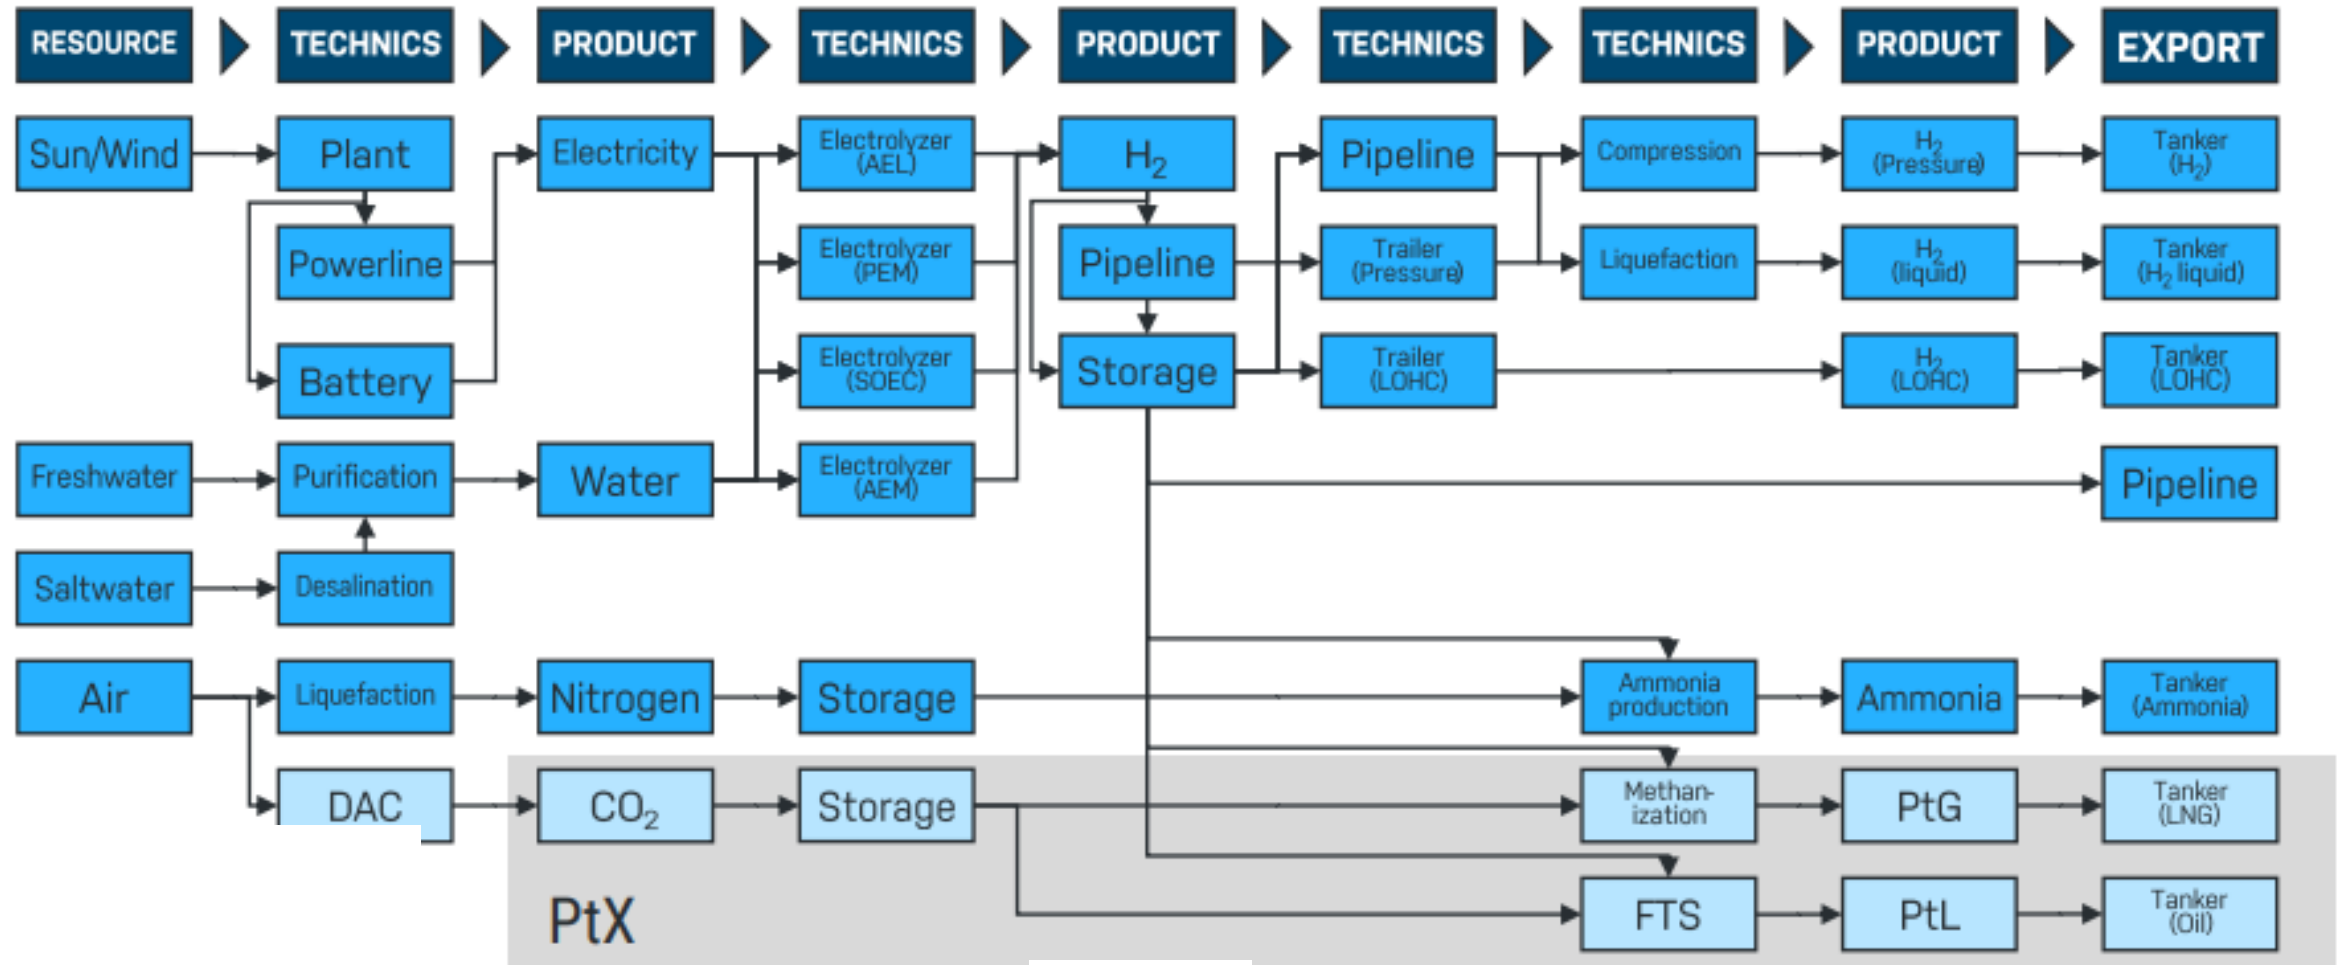 RESOURCE
TECHNICS
PRODUCT
TECHNICS
PRODUCT
TECHNICS
TECHNICS
PRODUCT
EXPORT
Sun/Wind
Plant
Electricity
Electrolyzer
(AEL)
H₂
Pipeline
Compression
H₂
(Pressure)
Tanker
(H₂)
Powerline
Electrolyzer
(PEM)
Pipeline
Trailer
(Pressure)
Liquefaction
H₂
(liquid)
Tanker
(H₂ liquid)
Battery
Electrolyzer
(SOEC)
Storage
Trailer
(LOHC)
H₂
(LOHC)
Tanker
(LOHC)
Freshwater
Purification
Water
Electrolyzer
(AEM)
Pipeline
Saltwater
Desalination
Air
Liquefaction
Nitrogen
Storage
Ammonia
production
Ammonia
Tanker
(Ammonia)
DAC
CO₂
Storage
Methan-
ization
PtG
Tanker
(LNG)
PtX
FTS
PtL
Tanker
(Oil)